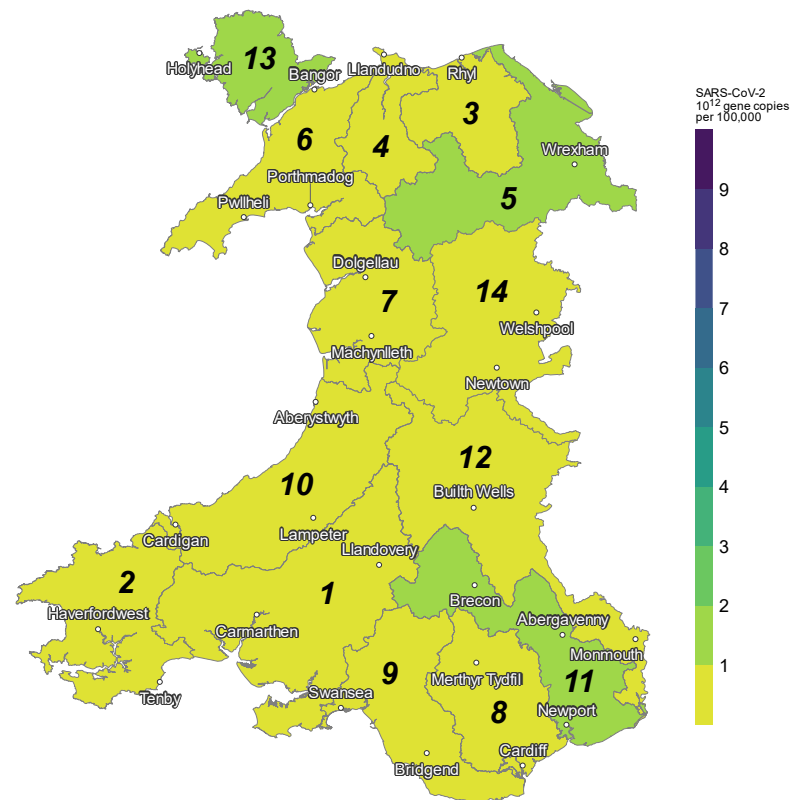 13
Holyhead
Bangor
Llandudno
Rhyl
3
6
4
Wrexham
Porthmadog
Pwllheli
5
Dolgellau
7
14
Welshpool
Machynlleth
Newtown
Aberystwyth
12
10
Builth Wells
Cardigan
Lampeter
Llandovery
2
1
Brecon
Haverfordwest
Abergavenny
Carmarthen
Monmouth
9
Merthyr Tydfil
11
Tenby
Swansea
8
Newport
Cardiff
Bridgend
SARS-CoV-2
10¹² gene copies
per 100,000
9
8
7
6
5
4
3
2
1